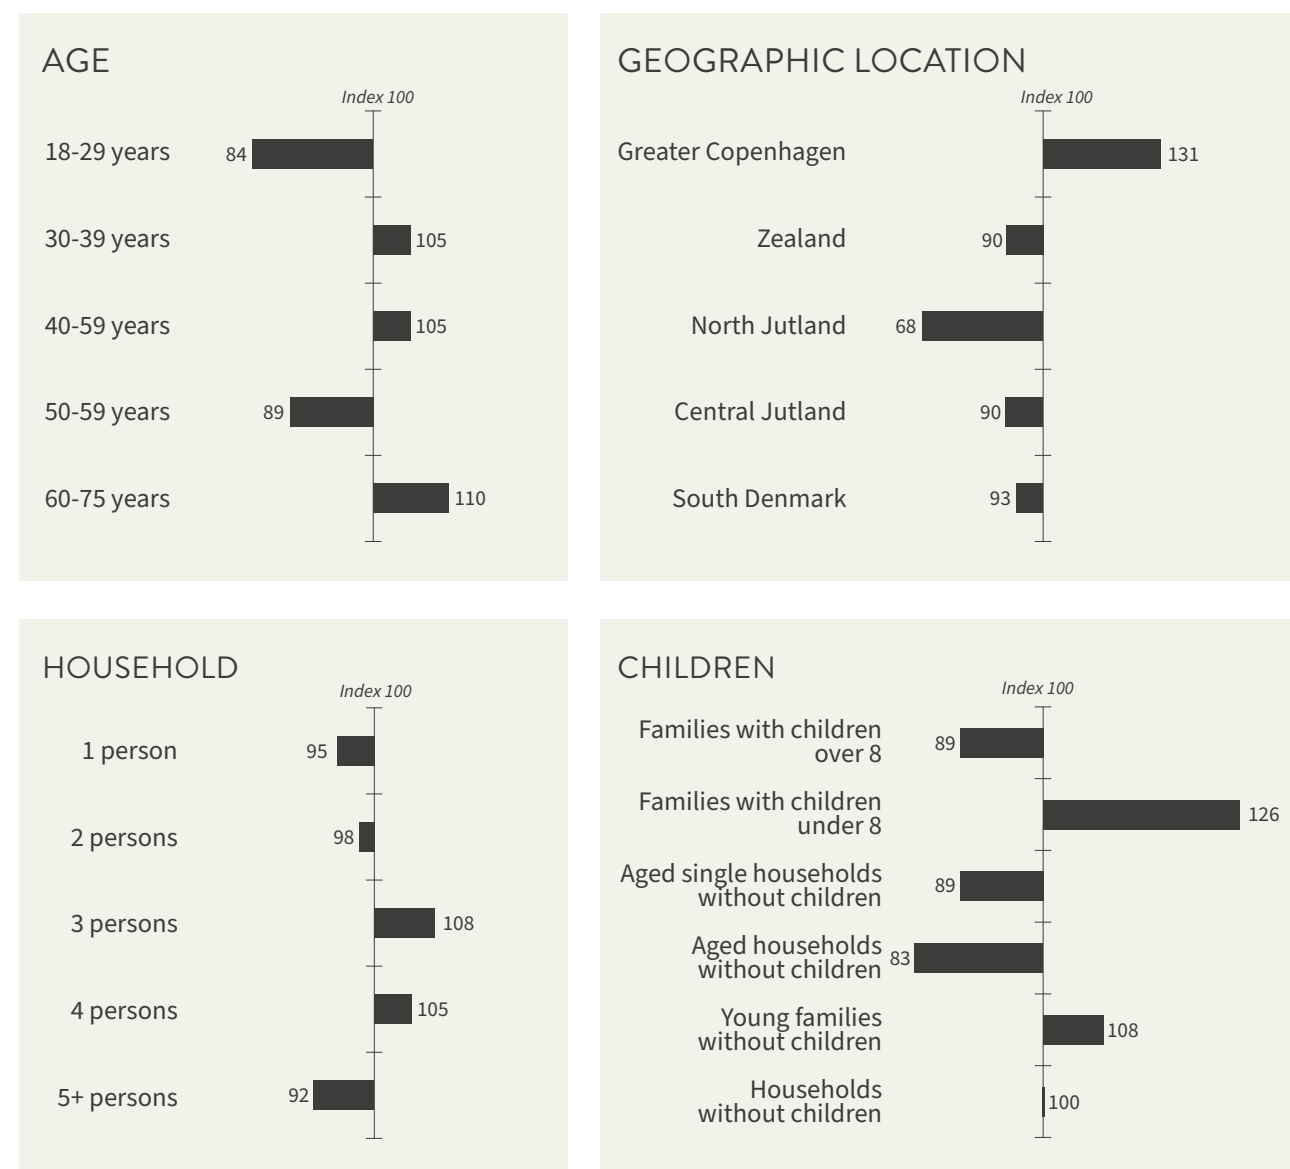 AGE
Index 100
18-29 years 84
30-39 years 105
40-59 years 105
50-59 years 89
60-75 years 110
GEOGRAPHIC LOCATION
Index 100
Greater Copenhagen 131
Zealand 90
North Jutland 68
Central Jutland 90
South Denmark 93
HOUSEHOLD
Index 100
1 person 95
2 persons 98
3 persons 108
4 persons 105
5+ persons 92
CHILDREN
Index 100
Families with children
over 8
89
Families with children
under 8
126
Aged single households
without children
89
Aged households
without children
83
Young families
without children
108
Households
without children
100